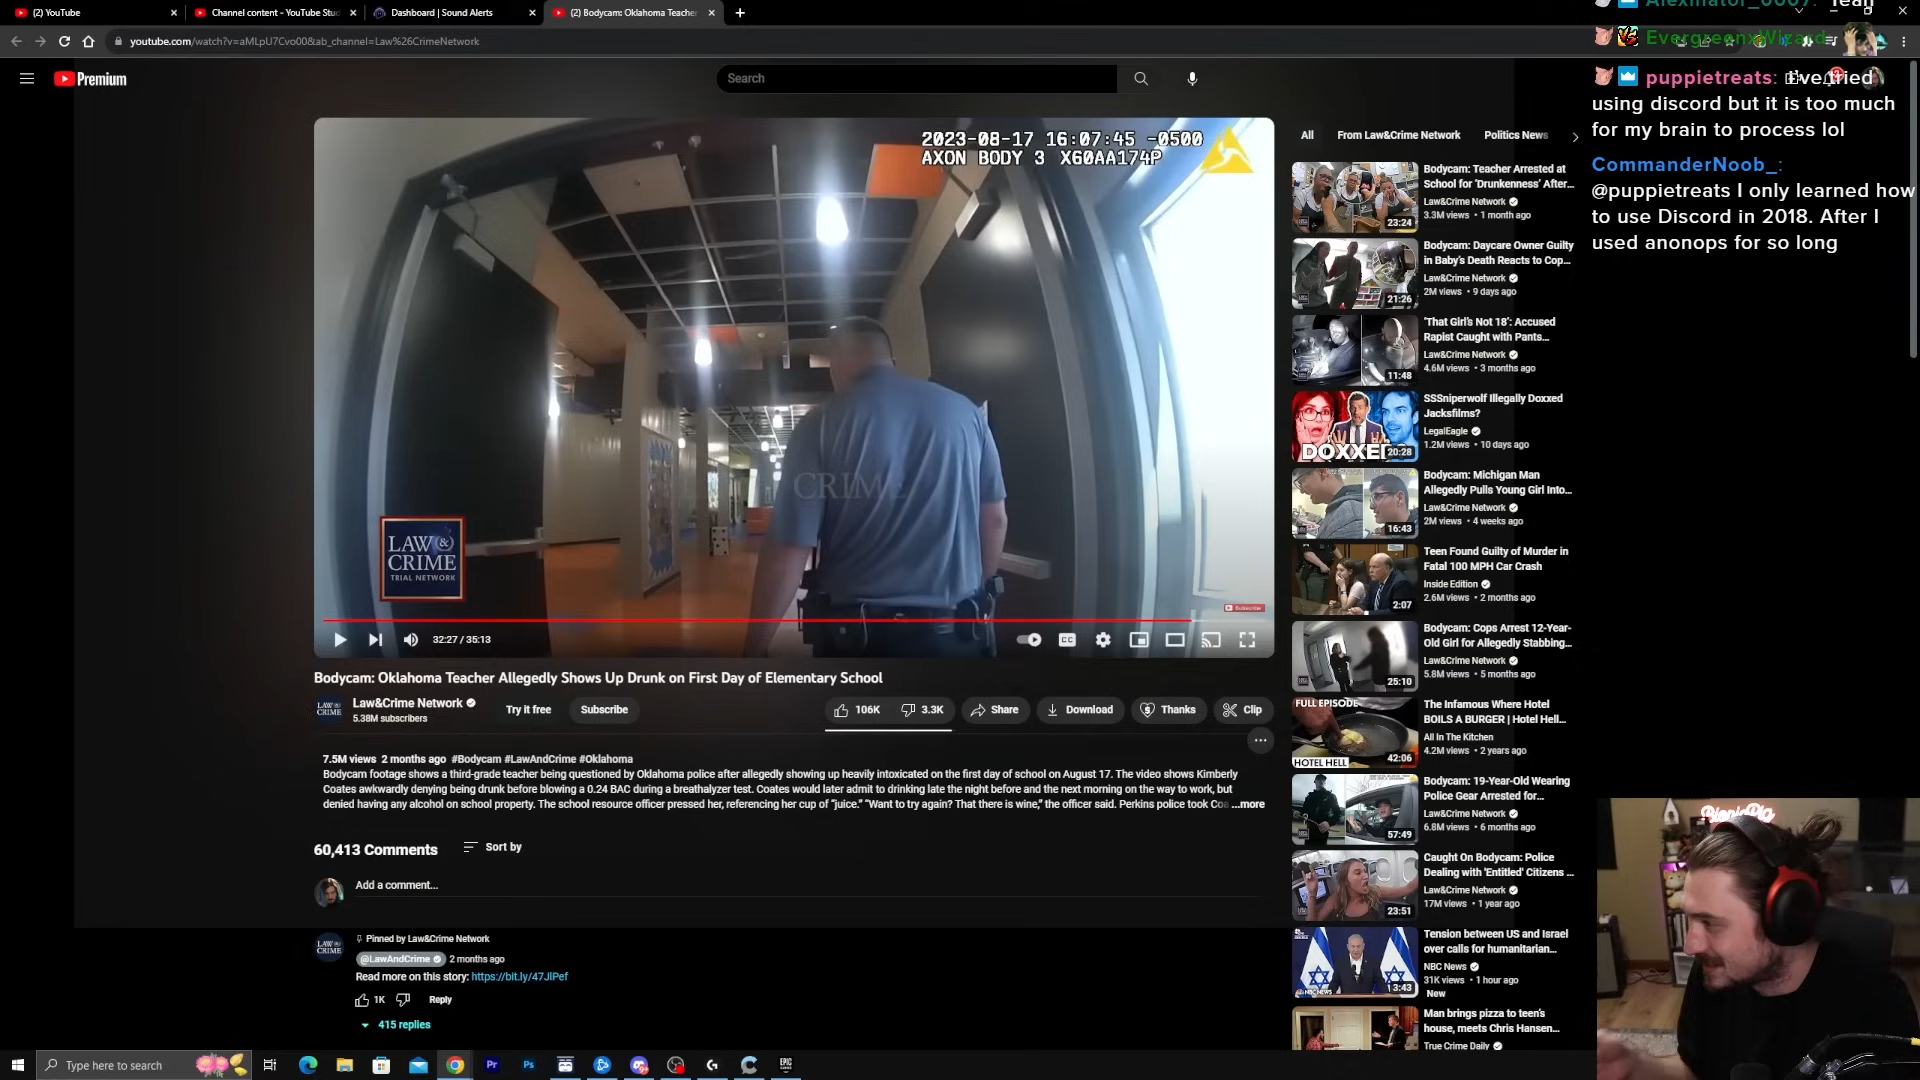 (2) YouTube
Channel content - YouTube Stu
Dashboard | Sound Alerts
(2) Bodycam: Oklahoma Teache
youtube.com/watch?v=aMLpU7Cvo00&ab_channel=Law%26CrimeNetwork
Premium
Search
2023-08-17 16:07:45 -0500
AXON BODY 3 X60AA174P
CRIME
LAW &
CRIME
TRIAL NETWORK
Subscribe
32:27 / 35:13
CC
Bodycam: Oklahoma Teacher Allegedly Shows Up Drunk on First Day of Elementary School
LAW &
CRIME
Law&Crime Network
5.38M subscribers
Try it free
Subscribe
106K
3.3K
Share
Download
Thanks
Clip
7.5M views 2 months ago #Bodycam #LawAndCrime #Oklahoma
Bodycam footage shows a third-grade teacher being questioned by Oklahoma police after allegedly showing up heavily intoxicated on the first day of school on August 17. The video shows Kimberly
Coates awkwardly denying being drunk before blowing a 0.24 BAC during a breathalyzer test. Coates would later admit to drinking late the night before and the next morning on the way to work, but
denied having any alcohol on school property. The school resource officer pressed her, referencing her cup of “juice.” “Want to try again? That there is wine,” the officer said. Perkins police took Coa ...more
60,413 Comments
Sort by
Add a comment...
LAW &
CRIME
Pinned by Law&Crime Network
@LawAndCrime 2 months ago
Read more on this story: https://bit.ly/47JlPef
1K
Reply
415 replies
All
From Law&Crime Network
Politics News
Bodycam: Teacher Arrested at
School for ‘Drunkenness’ After...
Law&Crime Network
3.3M views • 1 month ago
23:24
Bodycam: Daycare Owner Guilty
in Baby’s Death Reacts to Cop...
Law&Crime Network
2M views • 9 days ago
21:26
‘That Girl’s Not 18’: Accused
Rapist Caught with Pants...
Law&Crime Network
4.6M views • 3 months ago
11:48
SSSniperwolf Illegally Doxxed
Jacksfilms?
LegalEagle
1.2M views • 10 days ago
DOXXED
20:28
Bodycam: Michigan Man
Allegedly Pulls Young Girl Into...
Law&Crime Network
2M views • 4 weeks ago
16:43
Teen Found Guilty of Murder in
Fatal 100 MPH Car Crash
Inside Edition
2.6M views • 2 months ago
2:07
Bodycam: Cops Arrest 12-Year-
Old Girl for Allegedly Stabbing...
Law&Crime Network
5.8M views • 5 months ago
25:10
FULL EPISODE
The Infamous Where Hotel
BOILS A BURGER | Hotel Hell...
All In The Kitchen
4.2M views • 2 years ago
HOTEL HELL
42:06
Bodycam: 19-Year-Old Wearing
Police Gear Arrested for...
Law&Crime Network
6.8M views • 6 months ago
57:49
Caught On Bodycam: Police
Dealing with 'Entitled' Citizens ...
Law&Crime Network
17M views • 1 year ago
23:51
Tension between US and Israel
over calls for humanitarian...
NBC News
31K views • 1 hour ago
New
NBC NEWS
3:43
Man brings pizza to teen’s
house, meets Chris Hansen...
True Crime Daily
Aleximator_0007: Yeah
EvergreenxWizard
puppietreats: I've tried
using discord but it is too much
for my brain to process lol
CommanderNoob_:
@puppietreats I only learned how
to use Discord in 2018. After I
used anonops for so long
BionicPig
Type here to search
Pr
Ps
EPIC